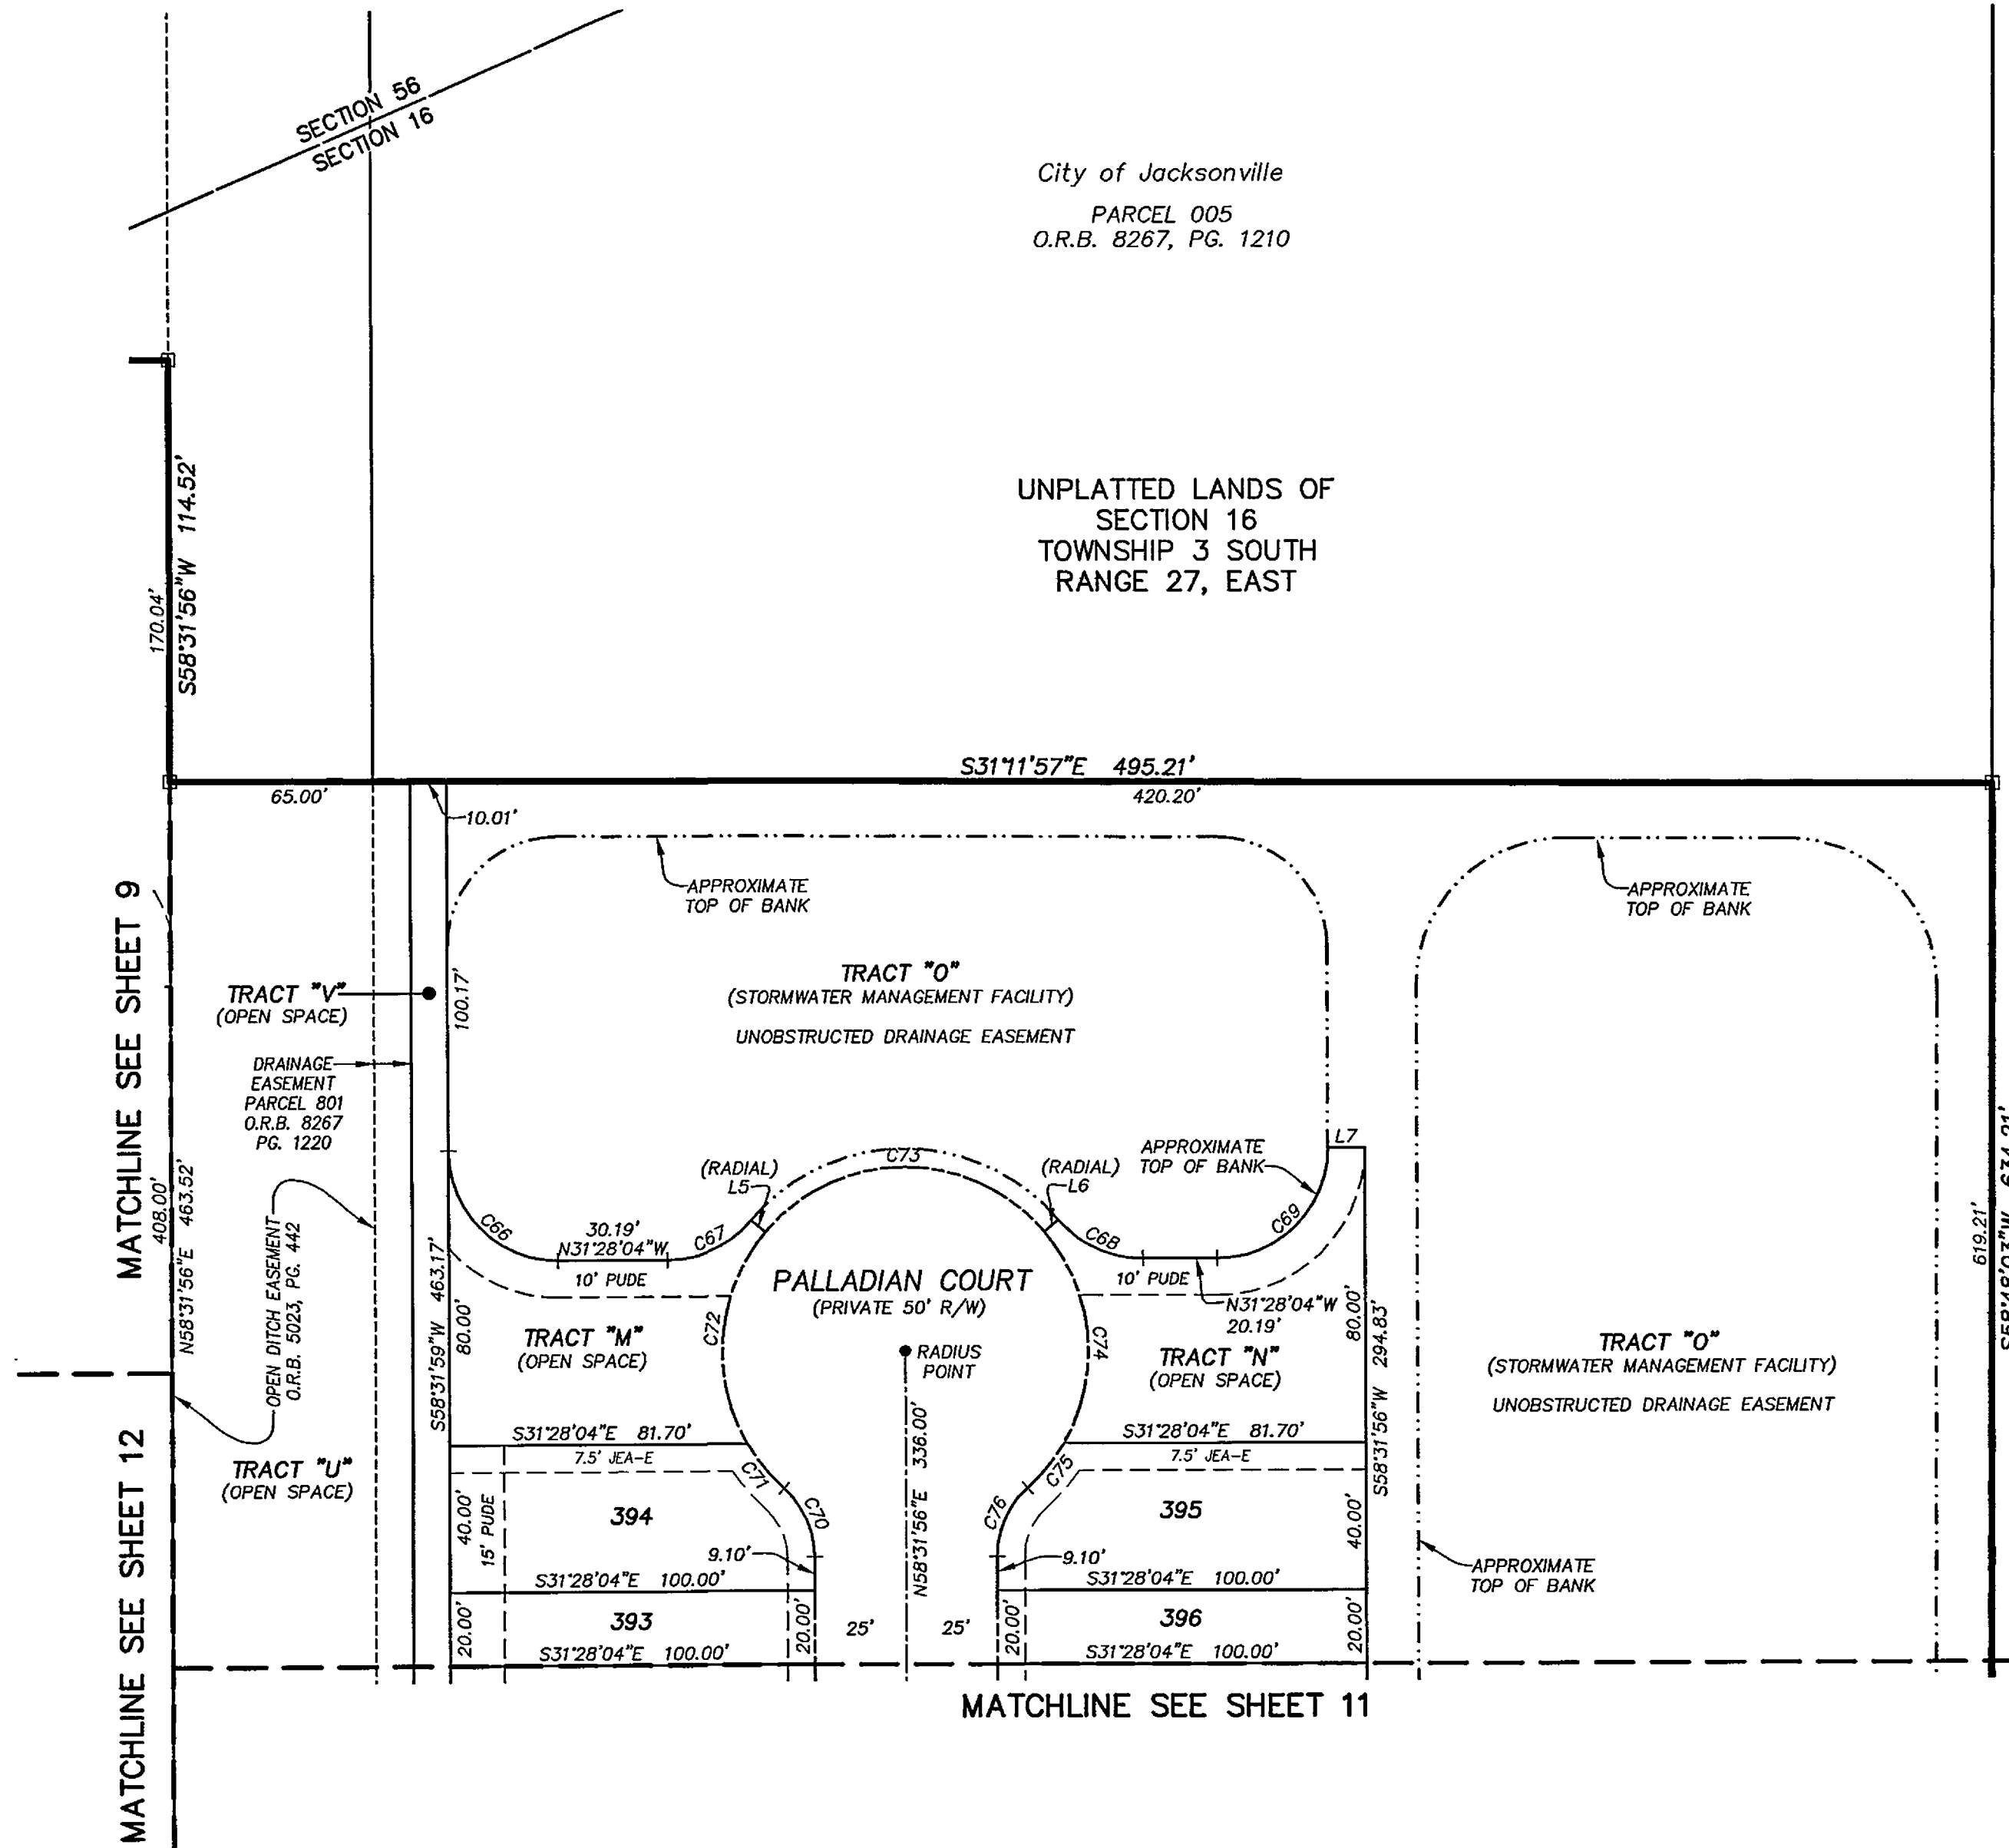 SECTION 56
SECTION 16
City of Jacksonville
PARCEL 005
O.R.B. 8267, PG. 1210
UNPLATTED LANDS OF
SECTION 16
TOWNSHIP 3 SOUTH
RANGE 27, EAST
170.04'
S58°31'56"W 114.52'
S31°11'57"E 495.21'
65.00'
420.20'
10.01'
APPROXIMATE
TOP OF BANK
APPROXIMATE
TOP OF BANK
MATCHLINE SEE SHEET 9
TRACT "V"
(OPEN SPACE)
100.17'
TRACT "O"
(STORMWATER MANAGEMENT FACILITY)
UNOBSTRUCTED DRAINAGE EASEMENT
DRAINAGE
EASEMENT
PARCEL 801
O.R.B. 8267
PG. 1220
408.00'
N58°31'56"E 463.52'
OPEN DITCH EASEMENT
O.R.B. 5023, PG. 442
(RADIAL)
L5
C73
(RADIAL)
L6
APPROXIMATE
TOP OF BANK
L7
C66
30.19'
N31°28'04"W
C67
C68
C69
10' PUDE
10' PUDE
N31°28'04"W
20.19'
PALLADIAN COURT
(PRIVATE 50' R/W)
RADIUS
POINT
C72
C74
S58°31'59"W 463.17'
80.00'
TRACT "M"
(OPEN SPACE)
TRACT "N"
(OPEN SPACE)
80.00'
S58°31'56"W 294.83'
TRACT "O"
(STORMWATER MANAGEMENT FACILITY)
UNOBSTRUCTED DRAINAGE EASEMENT
619.21'
S58°48'03"W 634.21'
MATCHLINE SEE SHEET 12
TRACT "U"
(OPEN SPACE)
S31°28'04"E 81.70'
7.5' JEA-E
S31°28'04"E 81.70'
7.5' JEA-E
C71
C70
C75
C76
N58°31'56"E 336.00'
40.00'
15' PUDE
394
395
40.00'
9.10'
9.10'
APPROXIMATE
TOP OF BANK
S31°28'04"E 100.00'
S31°28'04"E 100.00'
20.00'
393
20.00'
25'
25'
20.00'
396
20.00'
S31°28'04"E 100.00'
S31°28'04"E 100.00'
MATCHLINE SEE SHEET 11